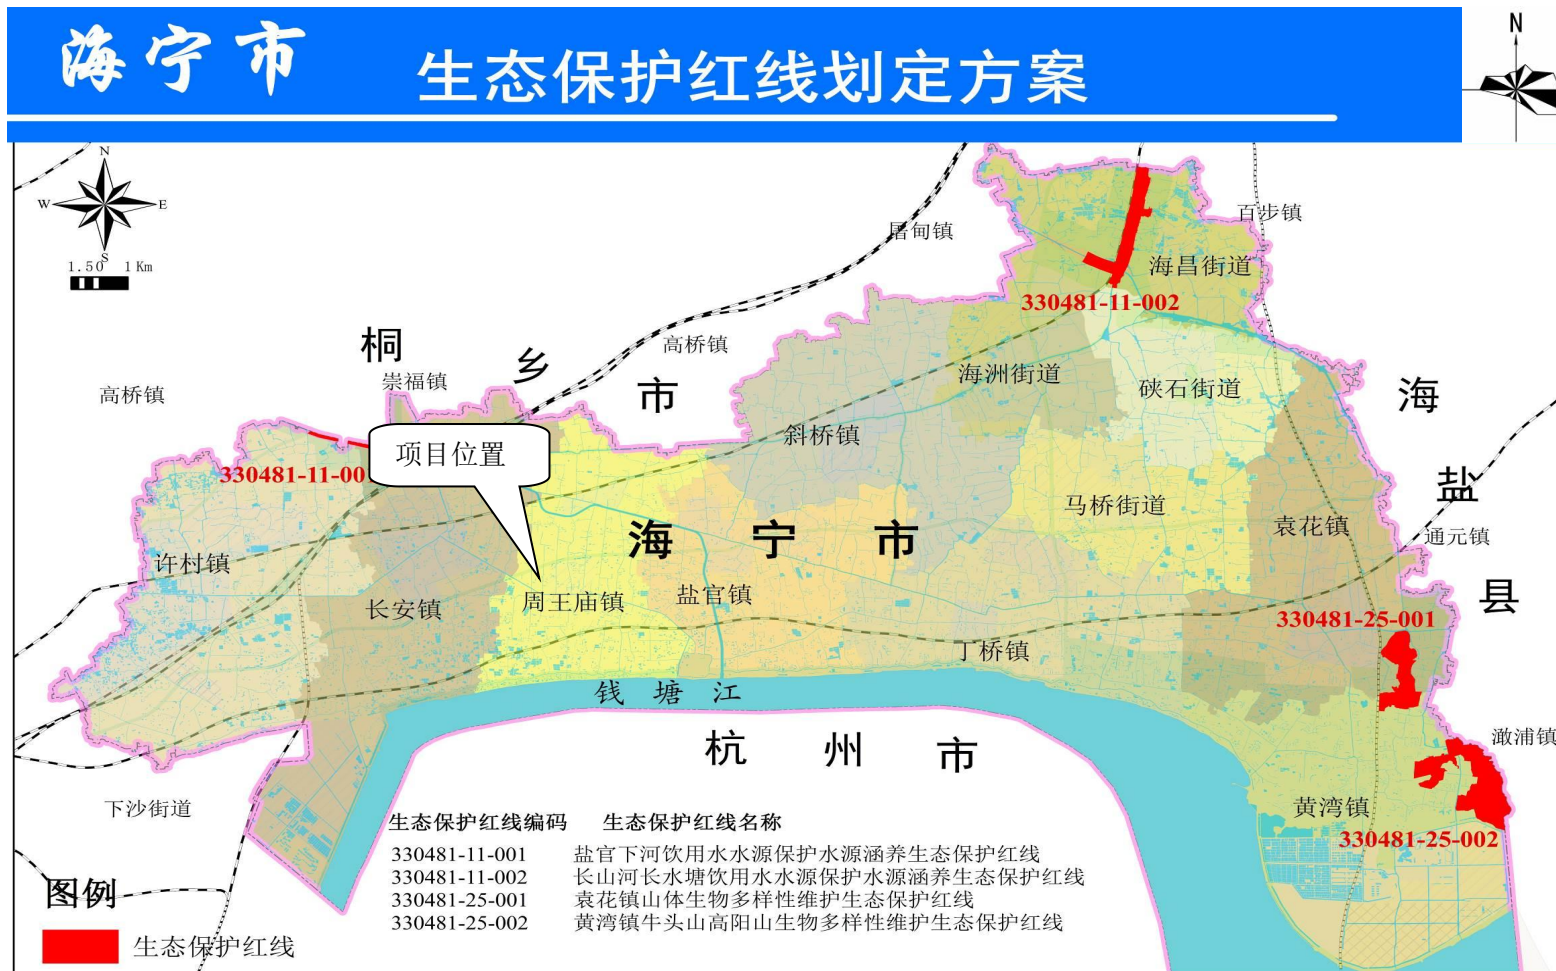 海宁市 生态保护红线划定方案
N
N
W E
S
1.50 1 Km
屠甸镇
百步镇
海昌街道
330481-11-002
桐乡市
高桥镇
崇福镇
高桥镇
海洲街道
硖石街道
海盐县
斜桥镇
项目位置
330481-11-00
马桥街道
袁花镇
通元镇
海宁市
许村镇
长安镇
周王庙镇
盐官镇
330481-25-001
丁桥镇
钱塘江
杭州市
澉浦镇
下沙街道
黄湾镇
330481-25-002
生态保护红线编码 生态保护红线名称
330481-11-001 盐官下河饮用水水源保护水源涵养生态保护红线
330481-11-002 长山河长水塘饮用水水源保护水源涵养生态保护红线
330481-25-001 袁花镇山体生物多样性维护生态保护红线
330481-25-002 黄湾镇牛头山高阳山生物多样性维护生态保护红线
图例
生态保护红线